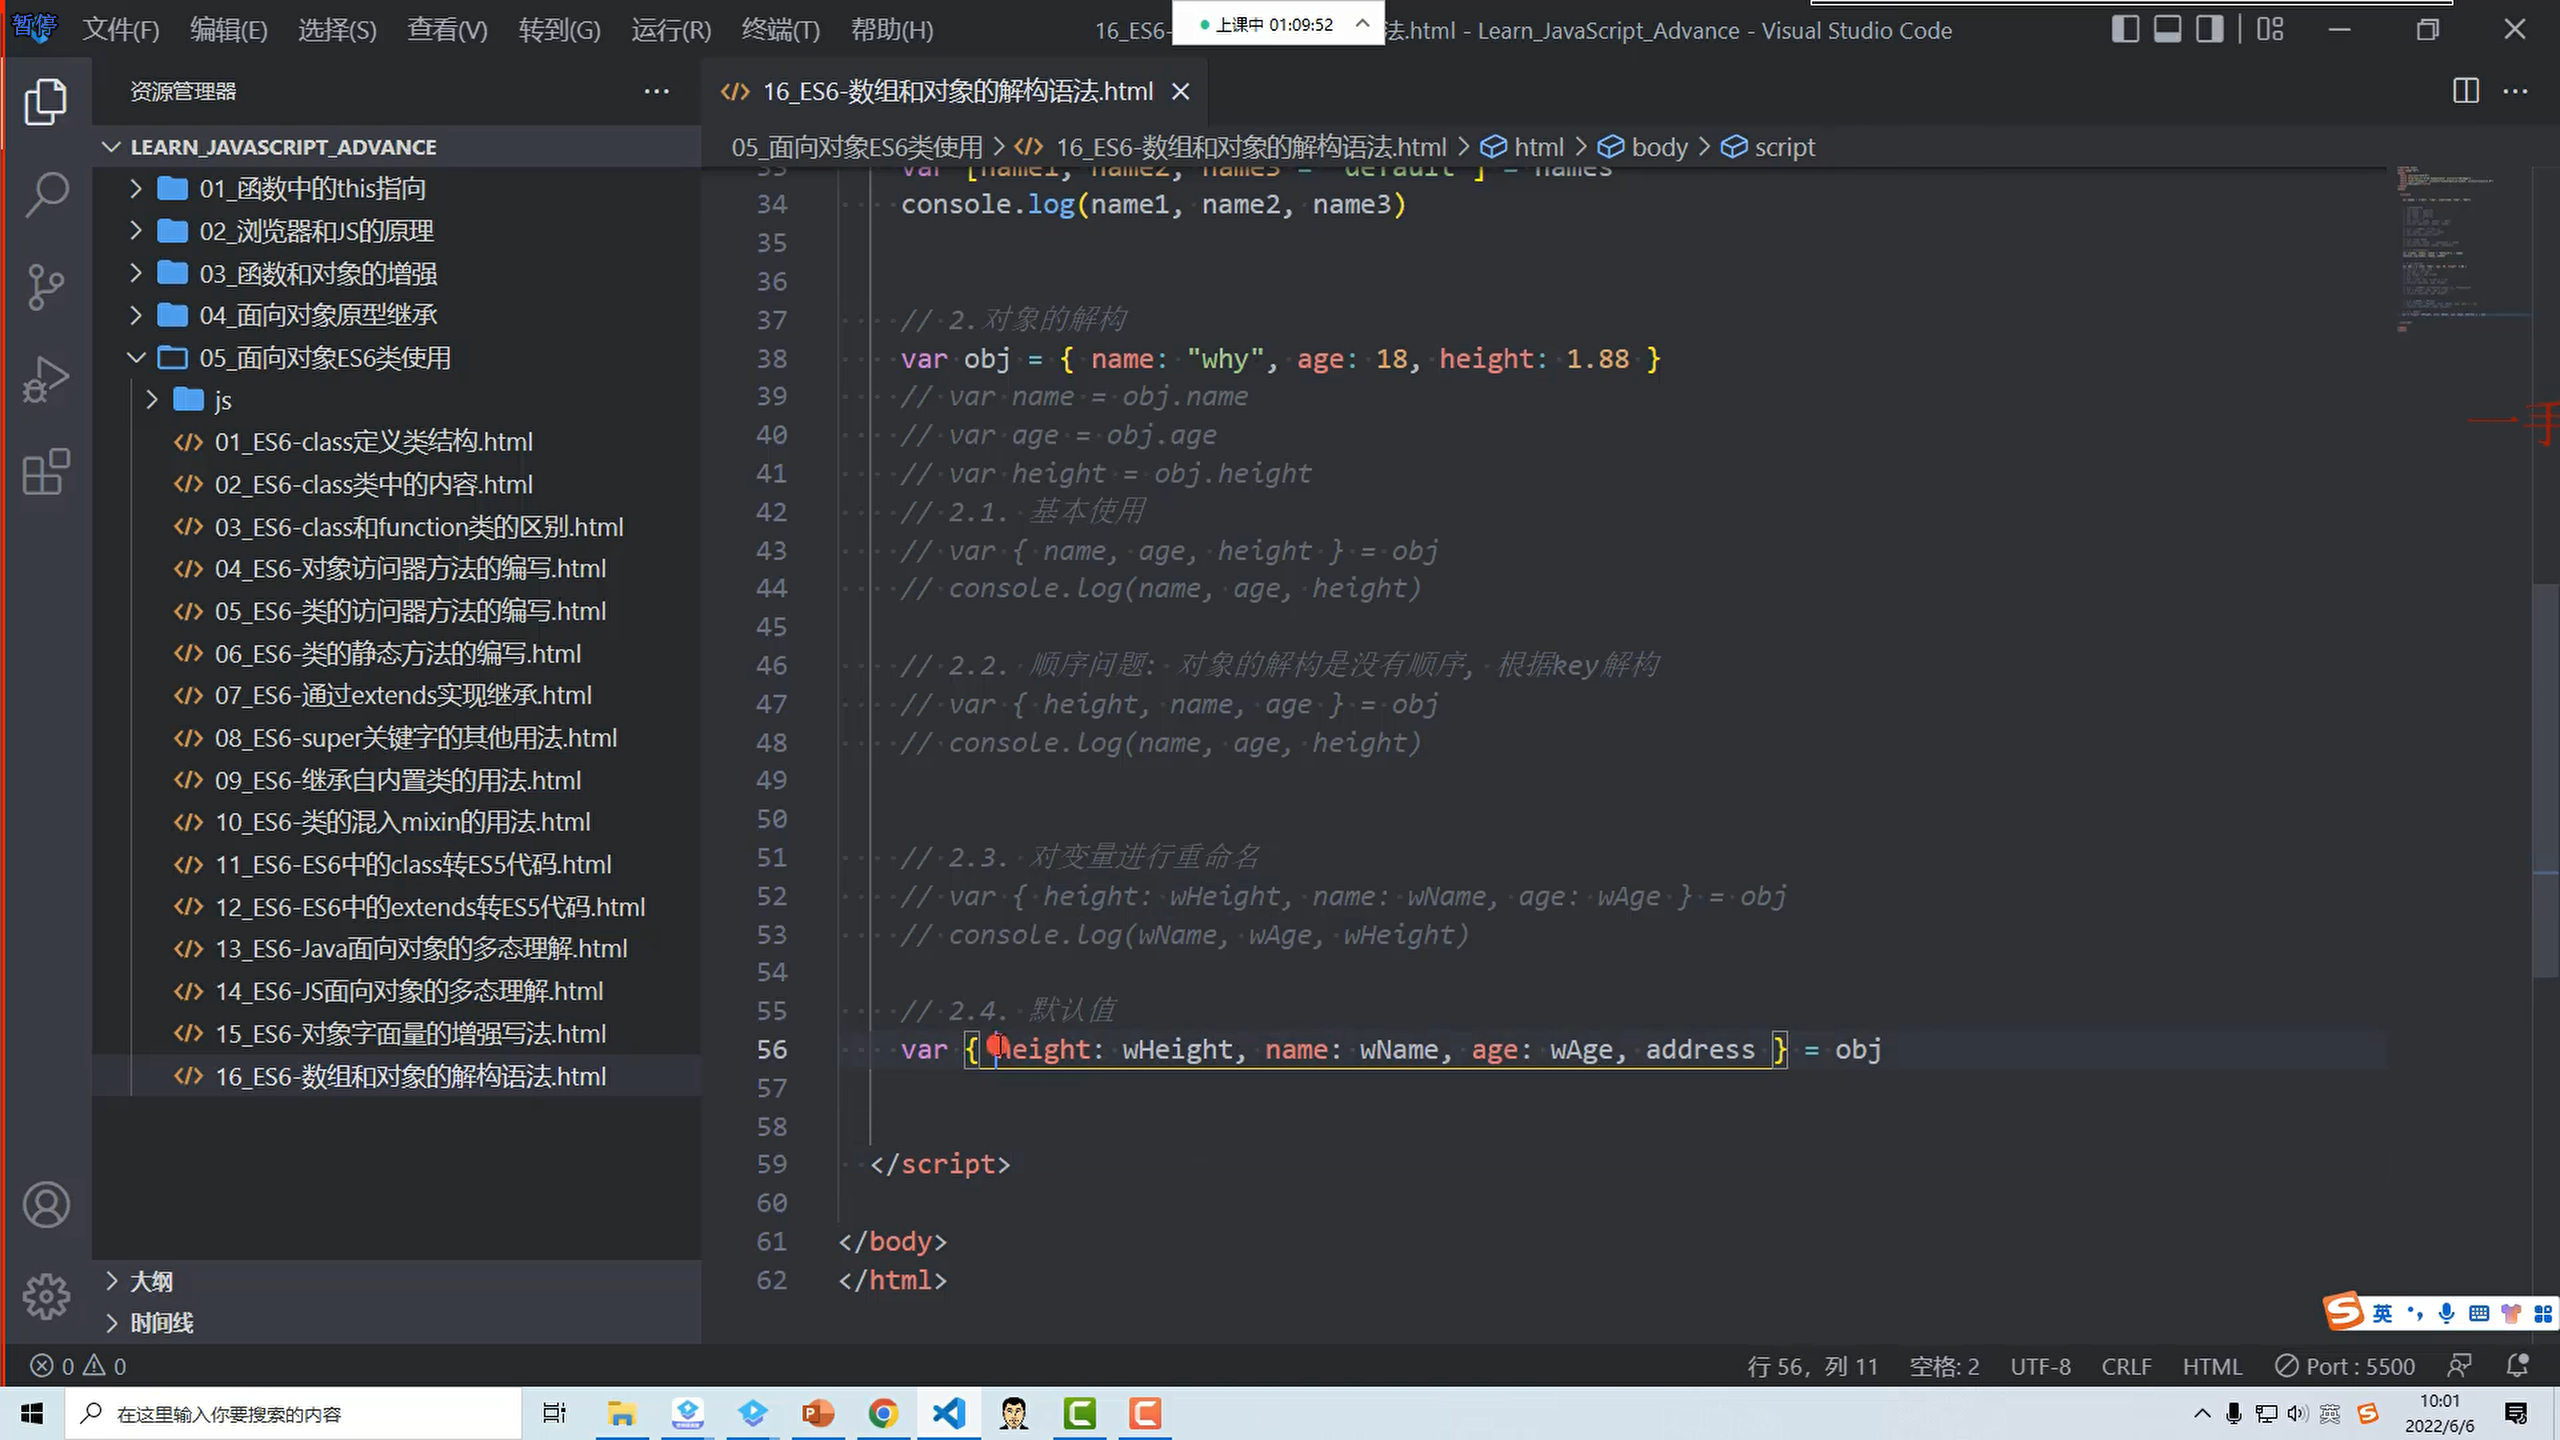 暂停
文件(F) 编辑(E) 选择(S) 查看(V) 转到(G) 运行(R) 终端(T) 帮助(H)
16_ES6- 法.html - Learn_JavaScript_Advance - Visual Studio Code
上课中 01:09:52
资源管理器
LEARN_JAVASCRIPT_ADVANCE
01_函数中的this指向
02_浏览器和JS的原理
03_函数和对象的增强
04_面向对象原型继承
05_面向对象ES6类使用
js
01_ES6-class定义类结构.html
02_ES6-class类中的内容.html
03_ES6-class和function类的区别.html
04_ES6-对象访问器方法的编写.html
05_ES6-类的访问器方法的编写.html
06_ES6-类的静态方法的编写.html
07_ES6-通过extends实现继承.html
08_ES6-super关键字的其他用法.html
09_ES6-继承自内置类的用法.html
10_ES6-类的混入mixin的用法.html
11_ES6-ES6中的class转ES5代码.html
12_ES6-ES6中的extends转ES5代码.html
13_ES6-Java面向对象的多态理解.html
14_ES6-JS面向对象的多态理解.html
15_ES6-对象字面量的增强写法.html
16_ES6-数组和对象的解构语法.html
大纲
时间线
16_ES6-数组和对象的解构语法.html
05_面向对象ES6类使用 > 16_ES6-数组和对象的解构语法.html > html > body > script
33 var [name1, name2, name3 = "default"] = names
34 console.log(name1, name2, name3)
35
36
37 // 2.对象的解构
38 var obj = { name: "why", age: 18, height: 1.88 }
39 // var name = obj.name
40 // var age = obj.age
41 // var height = obj.height
42 // 2.1. 基本使用
43 // var { name, age, height } = obj
44 // console.log(name, age, height)
45
46 // 2.2. 顺序问题: 对象的解构是没有顺序, 根据key解构
47 // var { height, name, age } = obj
48 // console.log(name, age, height)
49
50
51 // 2.3. 对变量进行重命名
52 // var { height: wHeight, name: wName, age: wAge } = obj
53 // console.log(wName, wAge, wHeight)
54
55 // 2.4. 默认值
56 var { height: wHeight, name: wName, age: wAge, address } = obj
57
58
59 </script>
60
61 </body>
62 </html>
一手
英
0 0
行 56，列 11 空格: 2 UTF-8 CRLF HTML Port : 5500
在这里输入你要搜索的内容
英
10:01
2022/6/6